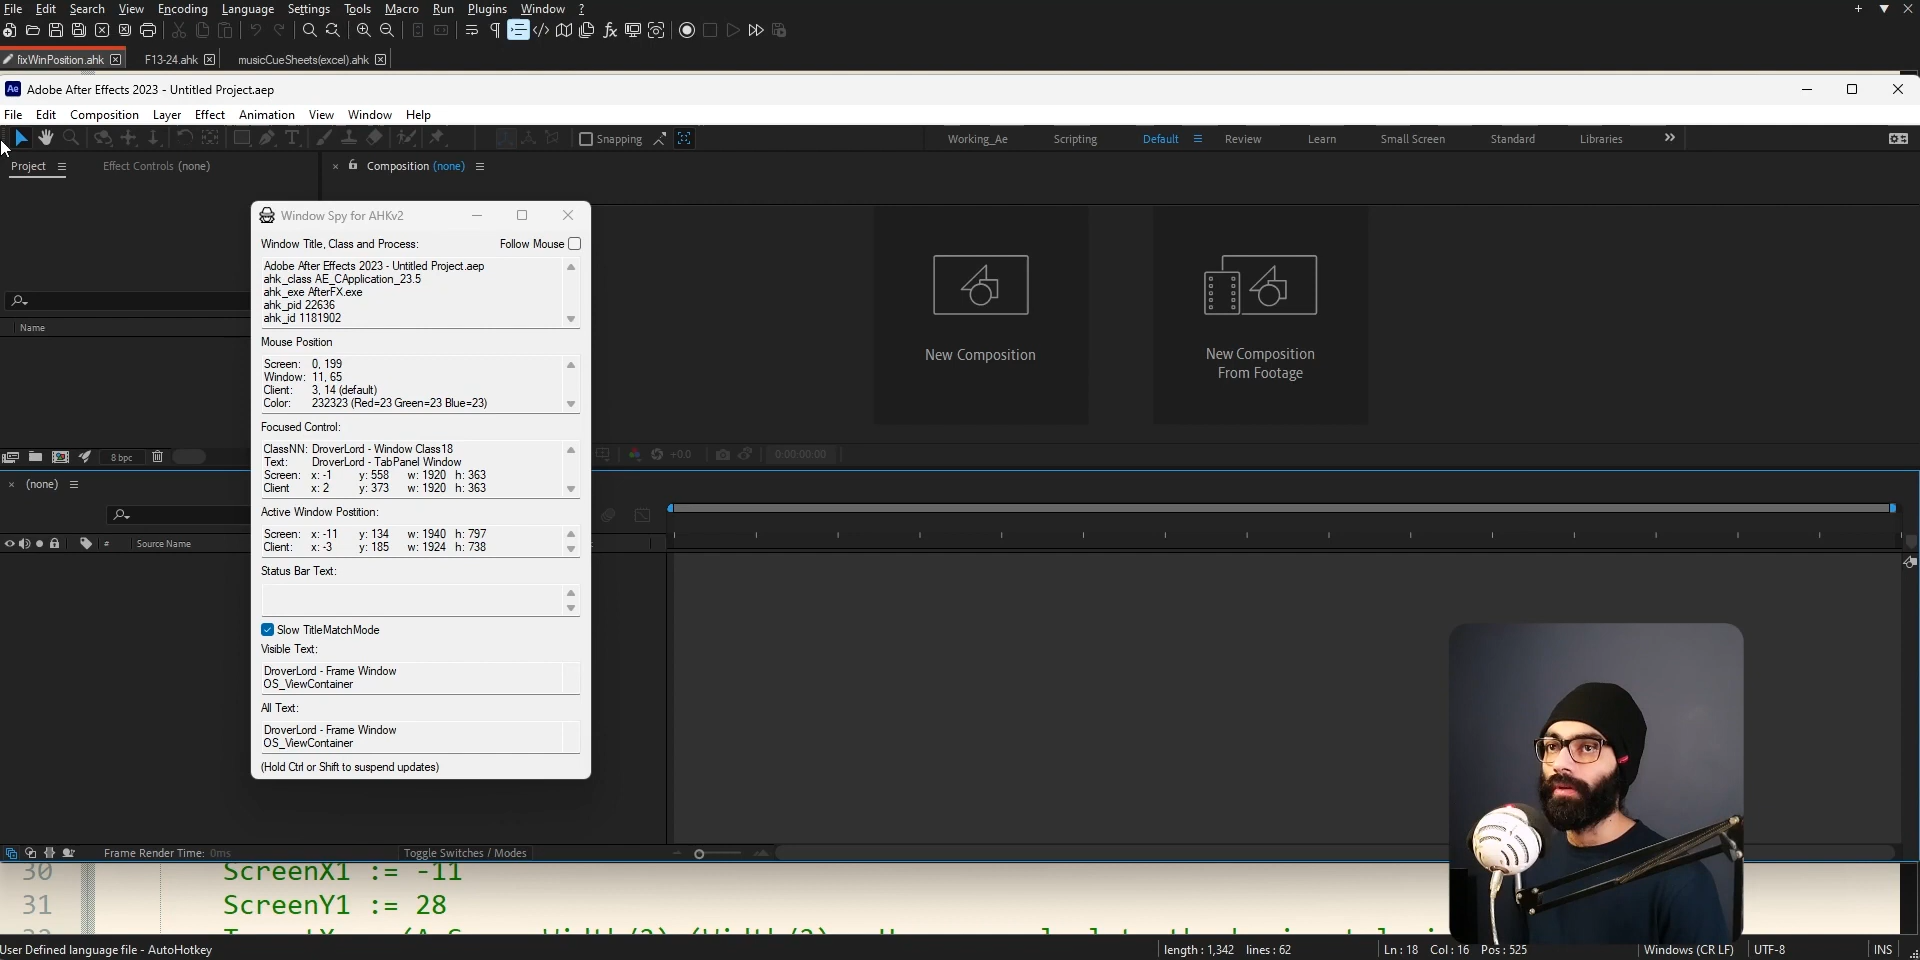 File Edit Search View Encoding Language Settings Tools Macro Run Plugins Window ?
fixWinPosition.ahk F13-24.ahk musicCueSheets(excel).ahk
Ae Adobe After Effects 2023 - Untitled Project.aep
File Edit Composition Layer Effect Animation View Window Help
Snapping Working_Ae Scripting Default Review Learn Small Screen Standard Libraries
Project Effect Controls (none) Composition (none)
Window Spy for AHKv2
Window Title, Class and Process: Follow Mouse
Adobe After Effects 2023 - Untitled Project.aep
ahk_class AE_CApplication_23.5
ahk_exe AfterFX.exe
ahk_pid 22636
ahk_id 1181902
Name
Mouse Position
Screen: 0, 199
Window: 11, 65
Client: 3, 14 (default)
Color: 232323 (Red=23 Green=23 Blue=23)
New Composition
New Composition
From Footage
Focused Control:
ClassNN: DroverLord - Window Class18
Text: DroverLord - TabPanel Window
Screen: x: -1 y: 558 w: 1920 h: 363
Client x: 2 y: 373 w: 1920 h: 363
8 bpc
+0.0 0:00:00:00
(none)
Active Window Postition:
Screen: x: -11 y: 134 w: 1940 h: 797
Client: x: -3 y: 185 w: 1924 h: 738
# Source Name
Status Bar Text:
Slow TitleMatchMode
Visible Text:
DroverLord - Frame Window
OS_ViewContainer
All Text:
DroverLord - Frame Window
OS_ViewContainer
(Hold Ctrl or Shift to suspend updates)
Frame Render Time: 0ms Toggle Switches / Modes
30 ScreenX1 := -11
31 ScreenY1 := 28
User Defined language file - AutoHotkey length : 1,342 lines : 62 Ln : 18 Col : 16 Pos : 525 Windows (CR LF) UTF-8 INS